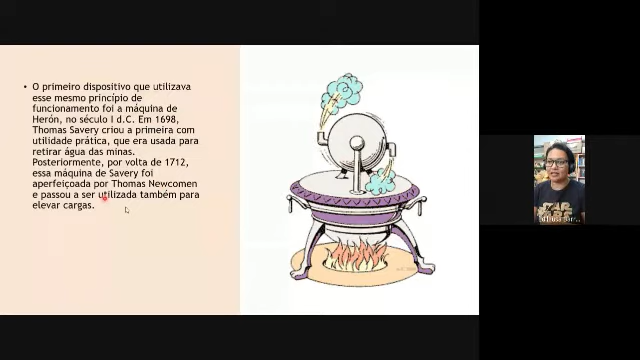 • O primeiro dispositivo que utilizava
esse mesmo princípio de
funcionamento foi a máquina de
Herón, no século I d.C. Em 1698,
Thomas Savery criou a primeira com
utilidade prática, que era usada para
retirar água das minas.
Posteriormente, por volta de 1712,
essa máquina de Savery foi
aperfeiçoada por Thomas Newcomen
e passou a ser utilizada também para
elevar cargas.
STAR
WARS